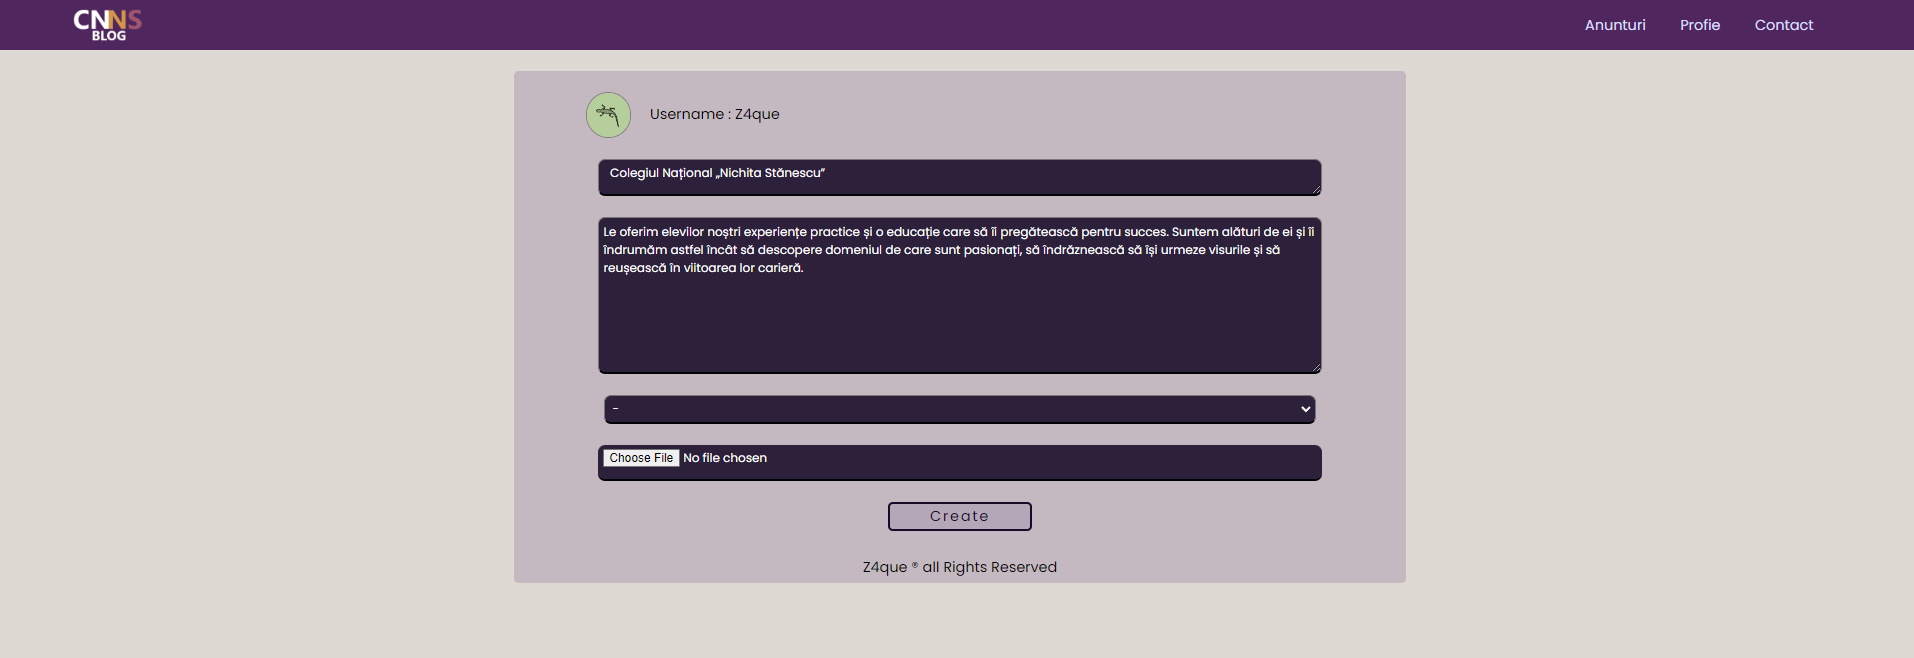 CNNS
BLOG
Anunturi
Profie
Contact
Username : Z4que
Colegiul Național „Nichita Stănescu”
Le oferim elevilor noștri experiențe practice și o educație care să îi pregătească pentru succes. Suntem alături de ei și îi
îndrumăm astfel încât să descopere domeniul de care sunt pasionați, să îndrăznească să își urmeze visurile și să
reușească în viitoarea lor carieră.
-
Choose File No file chosen
Create
Z4que ® all Rights Reserved